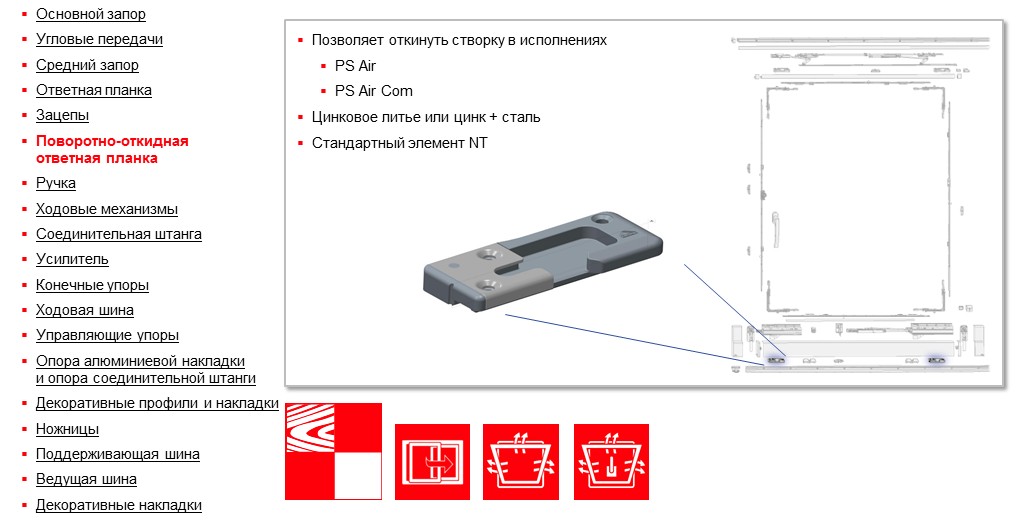 Основной запор
Угловые передачи
Средний запор
Ответная планка
Зацепы
Поворотно-откидная
ответная планка
Ручка
Ходовые механизмы
Соединительная штанга
Усилитель
Конечные упоры
Ходовая шина
Управляющие упоры
Опора алюминиевой накладки
и опора соединительной штанги
Декоративные профили и накладки
Ножницы
Поддерживающая шина
Ведущая шина
Декоративные накладки
Позволяет откинуть створку в исполнениях
PS Air
PS Air Com
Цинковое литье или цинк + сталь
Стандартный элемент NT